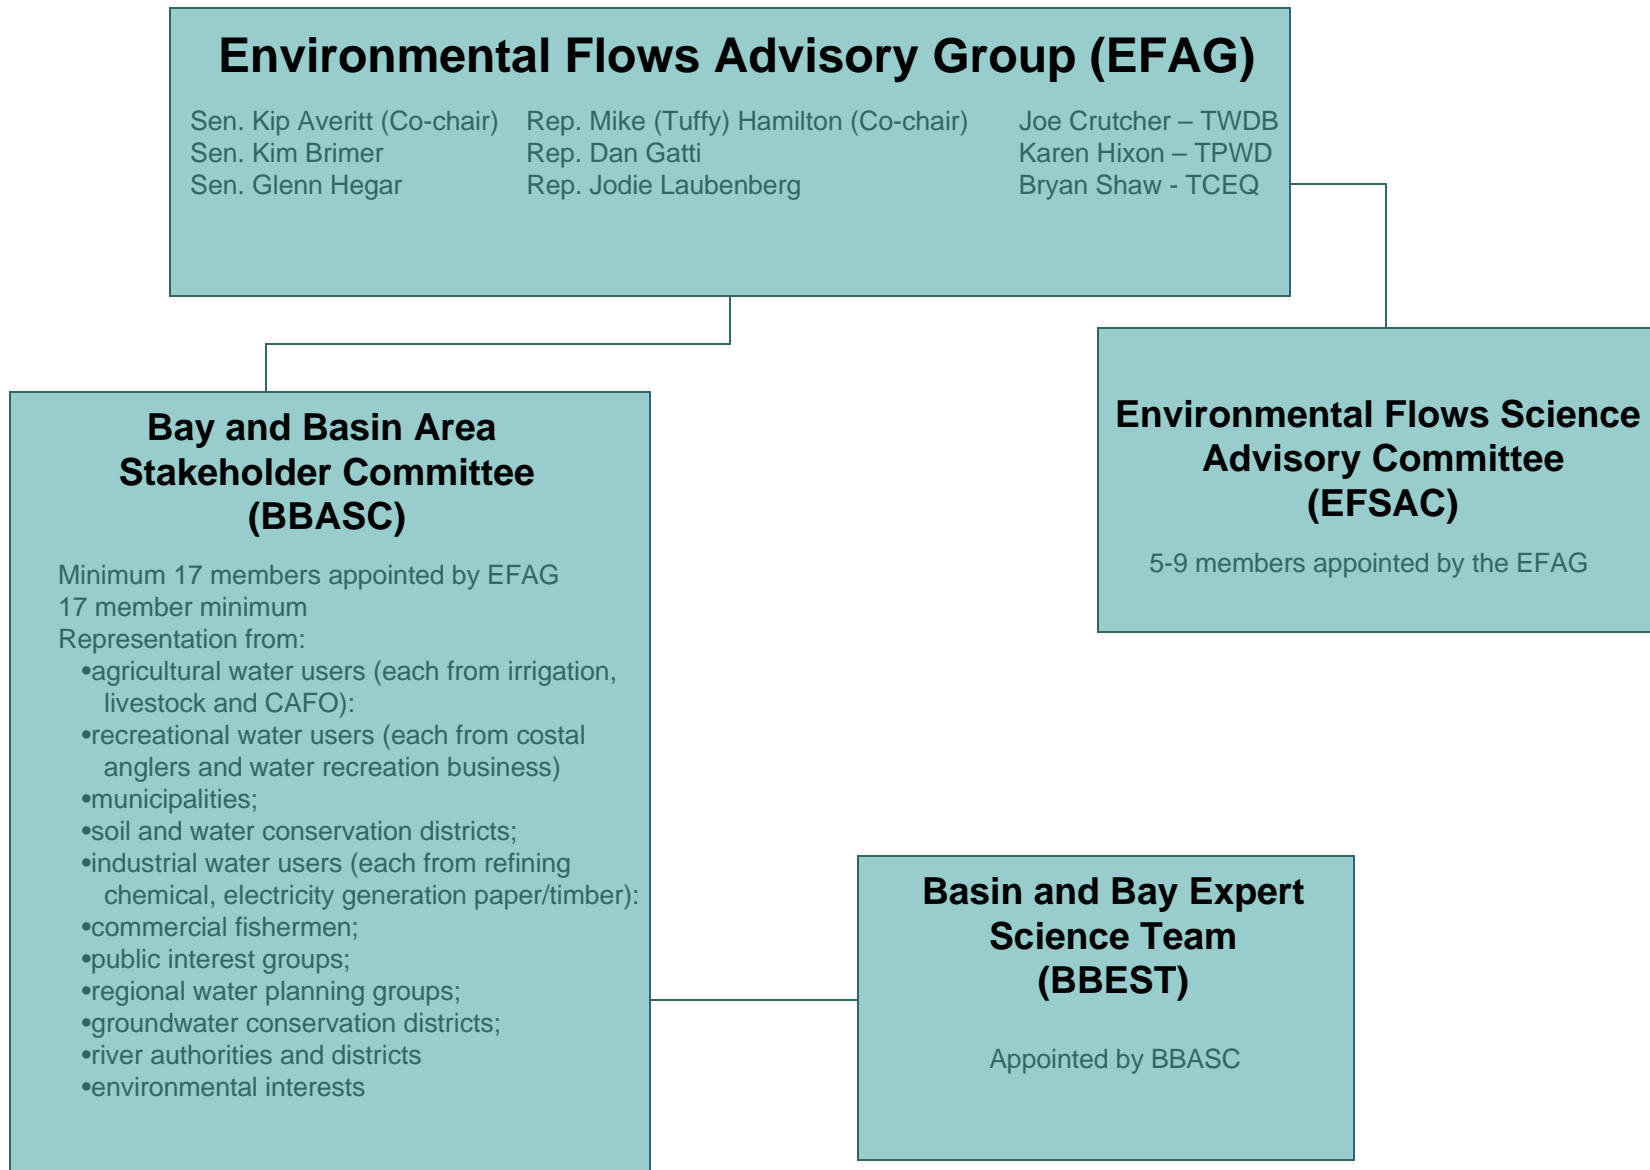 Environmental Flows Advisory Group (EFAG)
Sen. Kip Averitt (Co-chair) Rep. Mike (Tuffy) Hamilton (Co-chair) Joe Crutcher – TWDB
Sen. Kim Brimer Rep. Dan Gatti Karen Hixon – TPWD
Sen. Glenn Hegar Rep. Jodie Laubenberg Bryan Shaw - TCEQ
Bay and Basin Area
Stakeholder Committee
(BBASC)
Minimum 17 members appointed by EFAG
17 member minimum
Representation from:
•agricultural water users (each from irrigation,
livestock and CAFO):
•recreational water users (each from costal
anglers and water recreation business)
•municipalities;
•soil and water conservation districts;
•industrial water users (each from refining
chemical, electricity generation paper/timber):
•commercial fishermen;
•public interest groups;
•regional water planning groups;
•groundwater conservation districts;
•river authorities and districts
•environmental interests
Environmental Flows Science
Advisory Committee
(EFSAC)
5-9 members appointed by the EFAG
Basin and Bay Expert
Science Team
(BBEST)
Appointed by BBASC